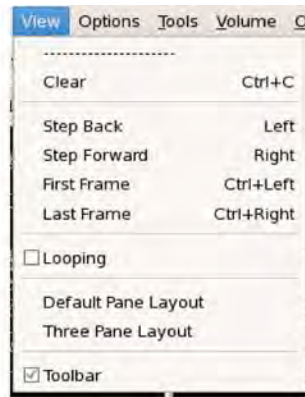 View Options Tools Volume
---------------------
Clear Ctrl+C
Step Back Left
Step Forward Right
First Frame Ctrl+Left
Last Frame Ctrl+Right
Looping
Default Pane Layout
Three Pane Layout
Toolbar